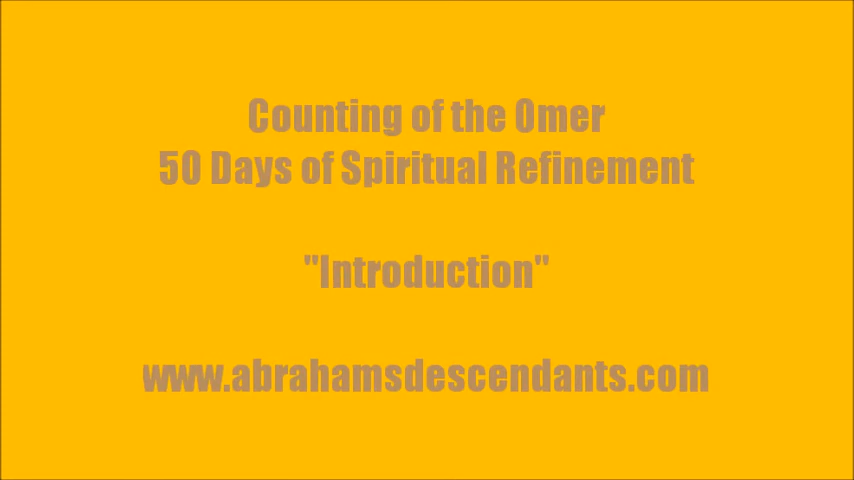 Counting of the Omer
50 Days of Spiritual Refinement
"Introduction"
www.abrahamsdescendants.com